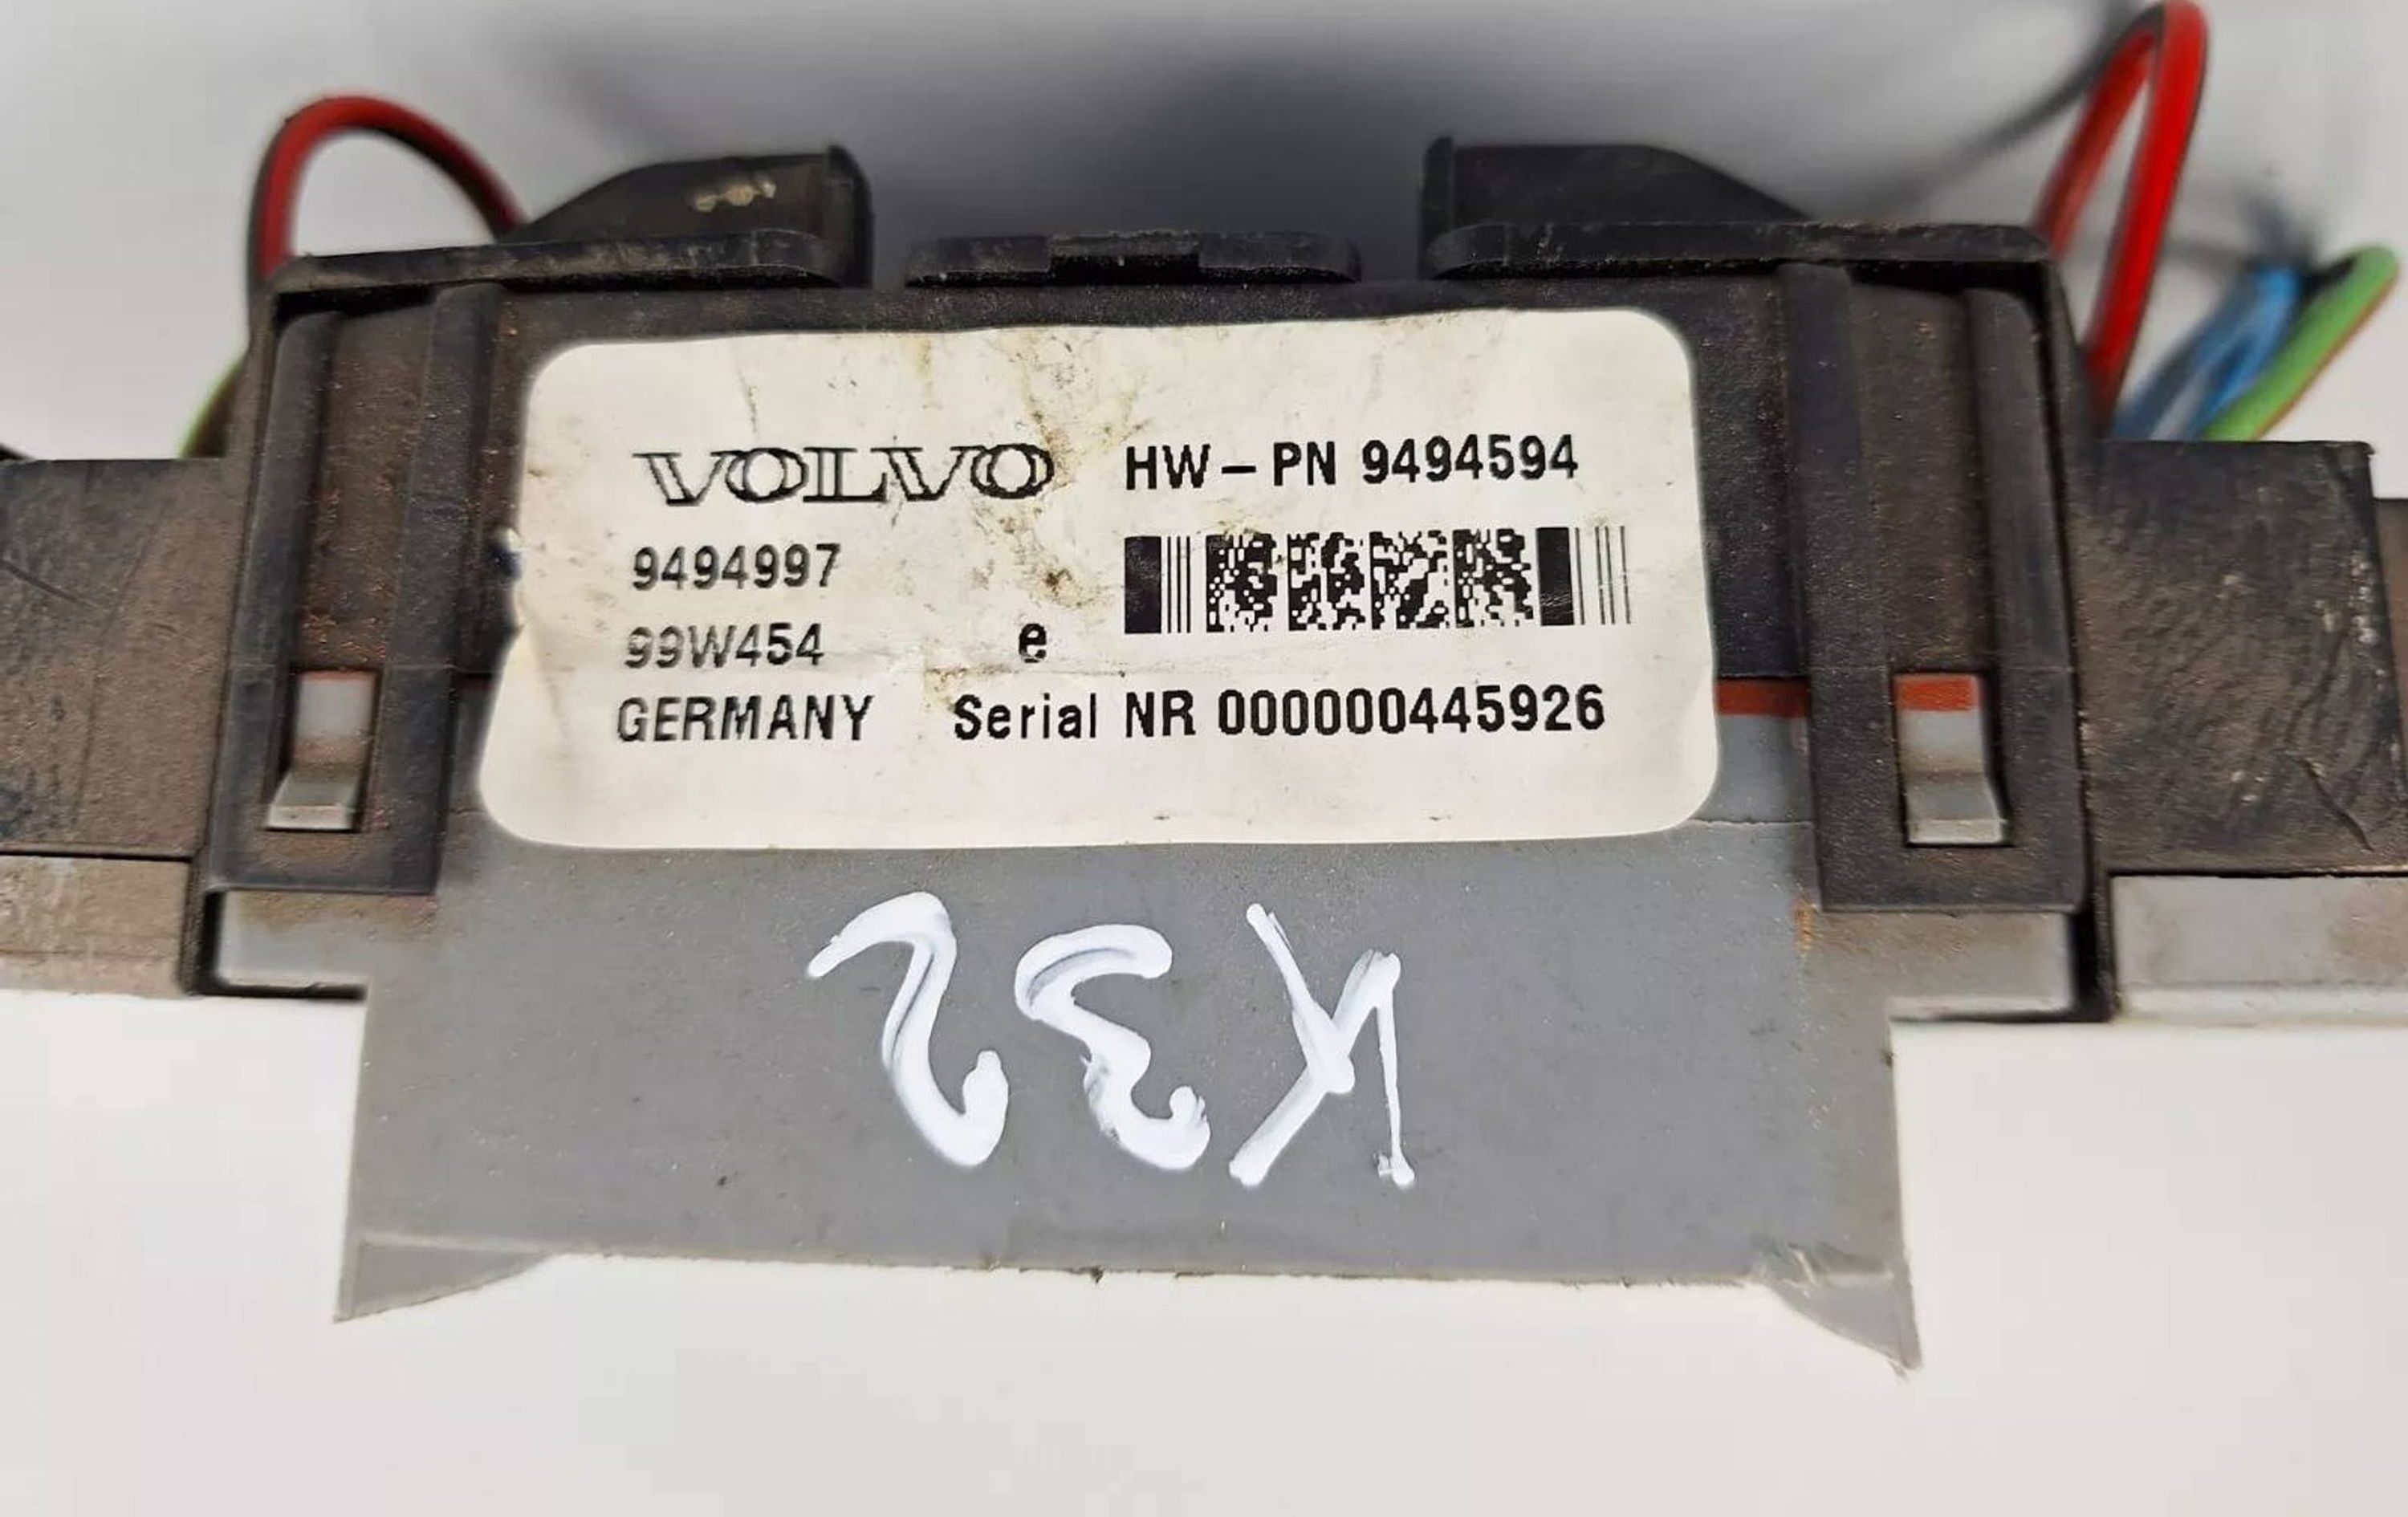 VOLVO HW-PN 9494594
9494997
99W454 e
GERMANY Serial NR 000000445926
K32